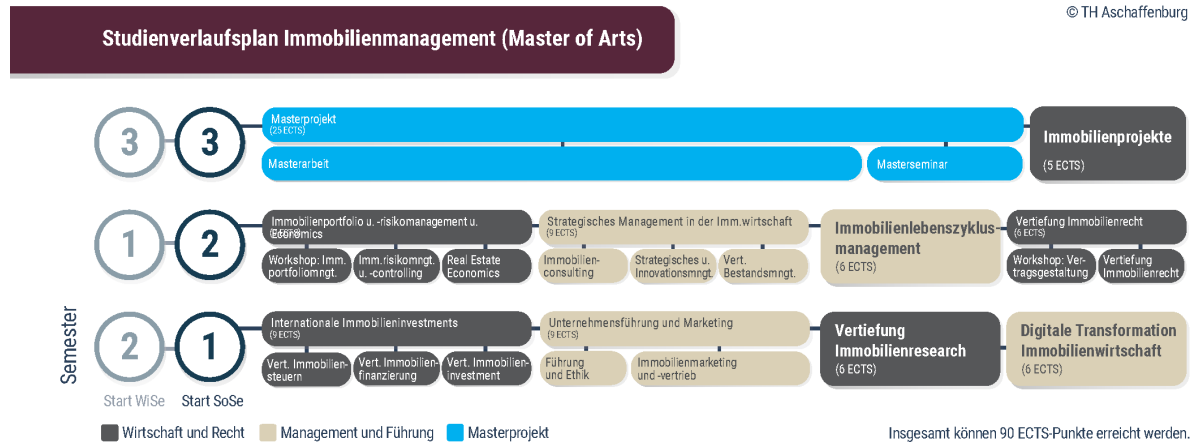 © TH Aschaffenburg
Studienverlaufsplan Immobilienmanagement (Master of Arts)
3
3
Masterprojekt
(25 ECTS)
Masterarbeit
Masterseminar
Immobilienprojekte
(5 ECTS)
1
2
Immobilienportfolio u. -risikomanagement u.
Economics
Workshop: Imm.
portfoliomngt.
Imm.risikomngt.
u. -controlling
Real Estate
Economics
Strategisches Management in der Imm.wirtschaft
(9 ECTS)
Immobilien-
consulting
Strategisches u.
Innovationsmngt.
Vert.
Bestandsmngt.
Immobilienlebenszyklus-
management
(6 ECTS)
Vertiefung Immobilienrecht
(6 ECTS)
Workshop: Ver-
tragsgestaltung
Vertiefung
Immobilienrecht
Semester
2
1
Internationale Immobilieninvestments
(9 ECTS)
Vert. Immobilien-
steuern
Vert. Immobilien-
finanzierung
Vert. Immobilien-
investment
Unternehmensführung und Marketing
(9 ECTS)
Führung
und Ethik
Immobilienmarketing
und -vertrieb
Vertiefung
Immobilienresearch
(6 ECTS)
Digitale Transformation
Immobilienwirtschaft
(6 ECTS)
Start WiSe
Start SoSe
Wirtschaft und Recht
Management und Führung
Masterprojekt
Insgesamt können 90 ECTS-Punkte erreicht werden.